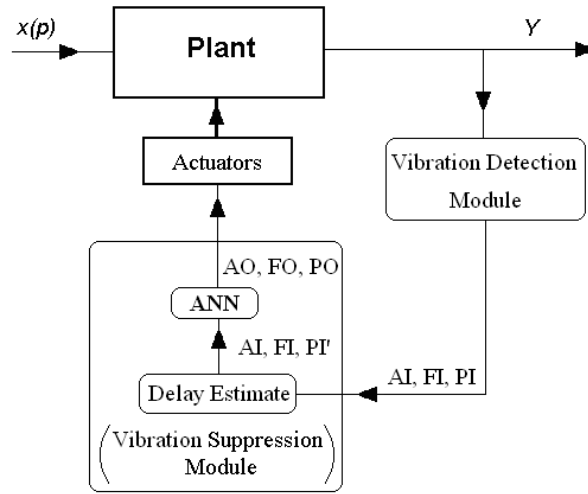 x(p)
Plant
Y
Actuators
Vibration Detection
Module
AO, FO, PO
ANN
AI, FI, PI'
AI, FI, PI
Delay Estimate
(Vibration Suppression
Module)